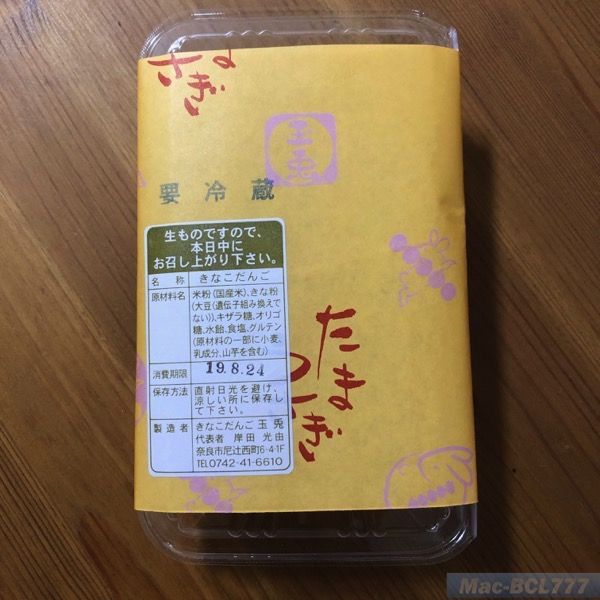 たまうさぎ
玉兎
要冷蔵
生ものですので、
本日中に
お召し上がり下さい。
名 称 きなこだんご
原材料名 米粉(国産米)、きな粉
(大豆(遺伝子組み換えで
ない))、キザラ糖、オリゴ
糖、水飴、食塩、グルテン
(原材料の一部に小麦、
乳成分、山芋を含む)
消費期限 19.8.24
保存方法 直射日光を避け、
涼しい所に保存し
て下さい。
製造者 きなこだんご 玉兎
代表者 岸田 光由
奈良市尼辻西町6-4-1F
TEL0742-41-6610
Mac-BCL777